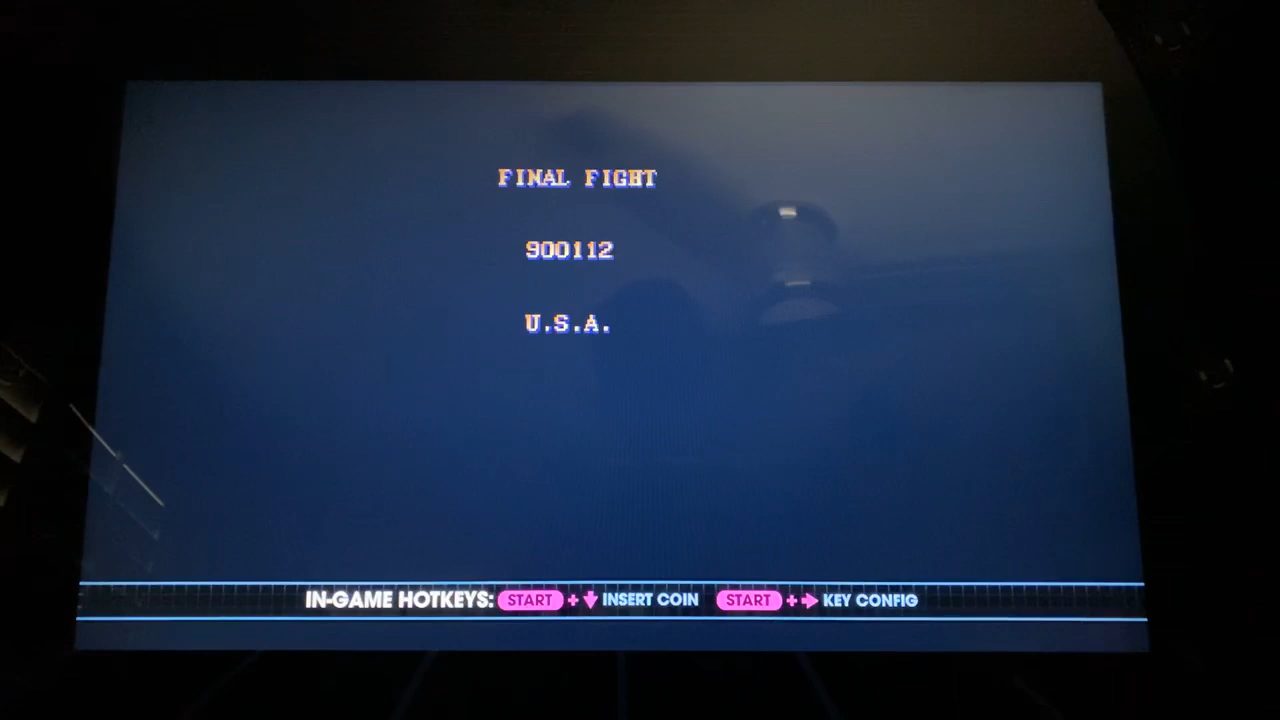 FINAL FIGHT
900112
U.S.A.
IN-GAME HOTKEYS: START + INSERT COIN START + KEY CONFIG